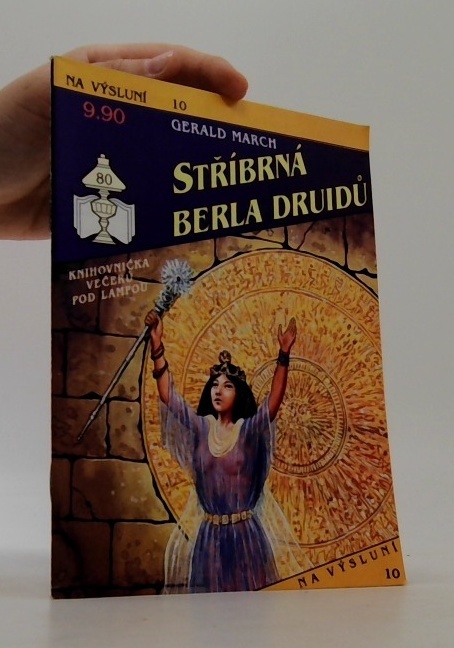 NA VÝSLUNÍ 10
9.90
GERALD MARCH
STŘÍBRNÁ
BERLA DRUIDŮ
80
KNIHOVNIČKA
VEČERŮ
POD LAMPOU
NA VÝSLUNÍ
10